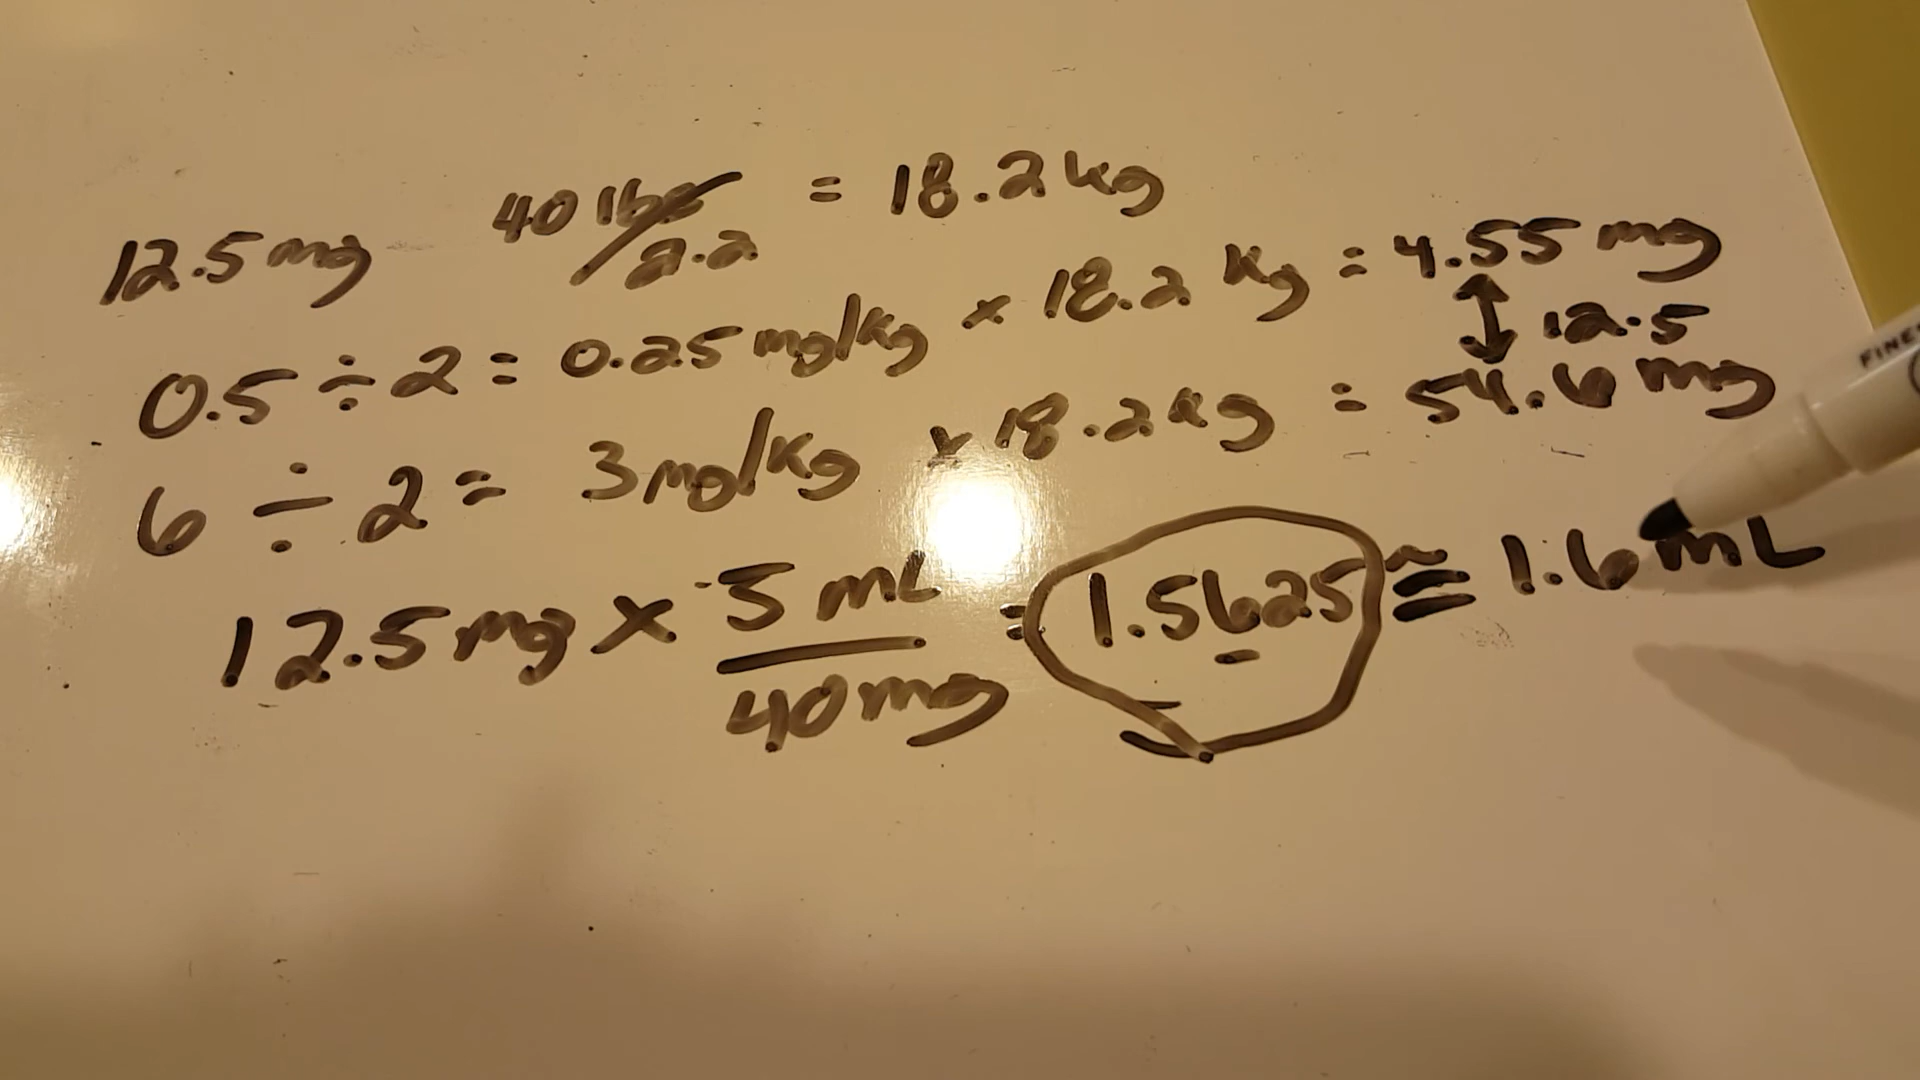 12.5 mg 40 lbs / 2.2 = 18.2 kg
0.5 ÷ 2 = 0.25 mg/kg x 18.2 kg = 4.55 mg
↕ 12.5
6 ÷ 2 = 3 mg/kg x 18.2 kg = 54.6 mg
12.5 mg x 5 mL / 40 mg = 1.5625 ≅ 1.6 mL
FINE